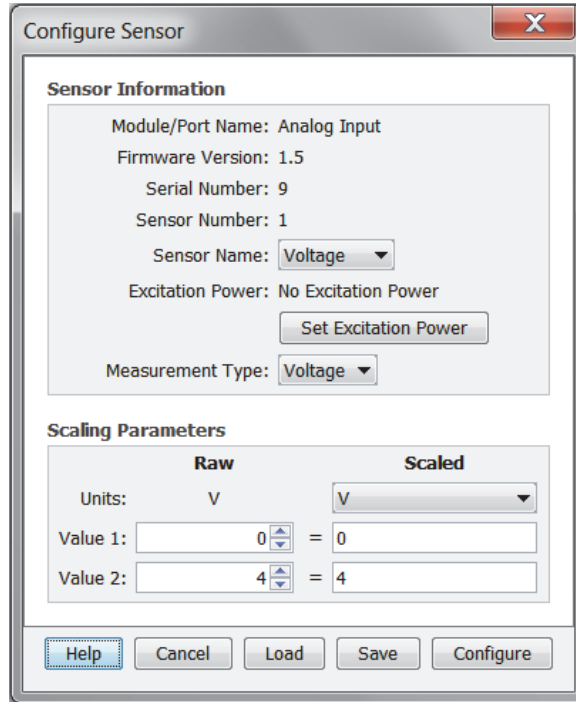 Configure Sensor
X
Sensor Information
Module/Port Name: Analog Input
Firmware Version: 1.5
Serial Number: 9
Sensor Number: 1
Sensor Name: Voltage
Excitation Power: No Excitation Power
Set Excitation Power
Measurement Type: Voltage
Scaling Parameters
Raw Scaled
Units: V V
Value 1: 0 = 0
Value 2: 4 = 4
Help Cancel Load Save Configure